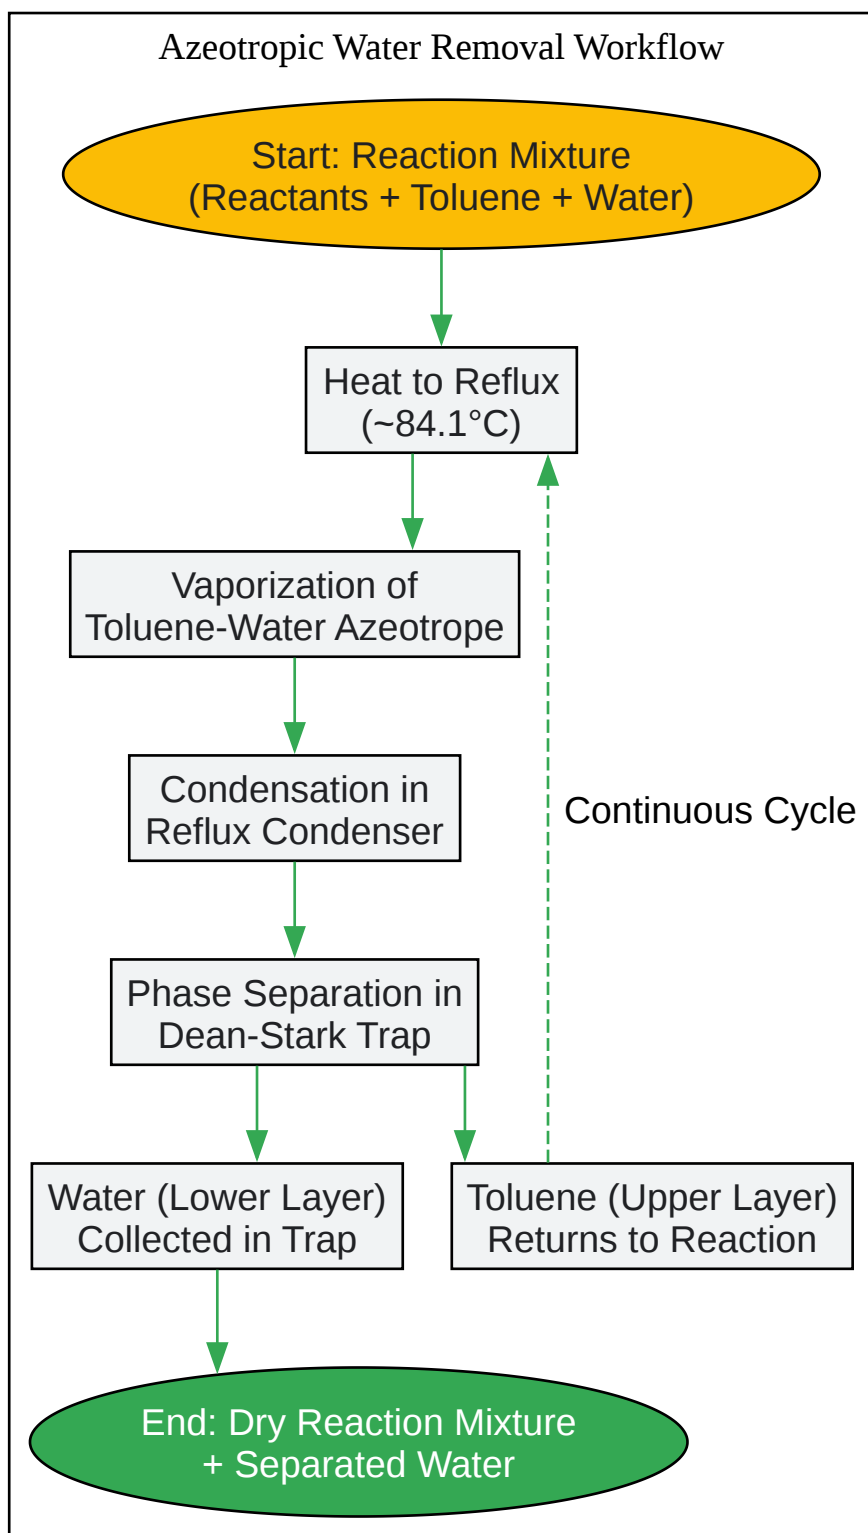 Azeotropic Water Removal Workflow
Start: Reaction Mixture
(Reactants + Toluene + Water)
Heat to Reflux
(~84.1°C)
Vaporization of
Toluene-Water Azeotrope
Condensation in
Reflux Condenser
Continuous Cycle
Phase Separation in
Dean-Stark Trap
Water (Lower Layer)
Collected in Trap
Toluene (Upper Layer)
Returns to Reaction
End: Dry Reaction Mixture
+ Separated Water